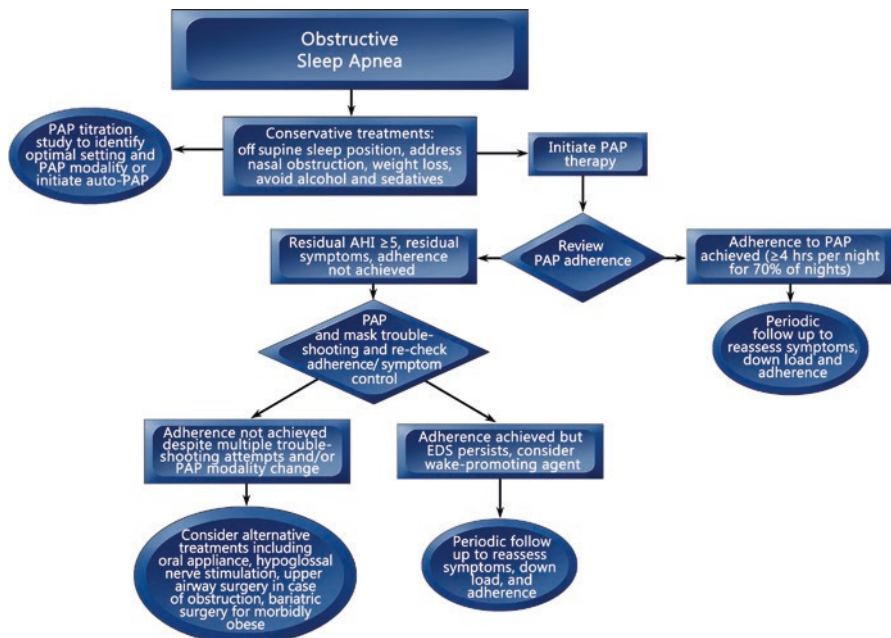 Obstructive
Sleep Apnea
PAP titration
study to identify
optimal setting and
PAP modality or
initiate auto-PAP
Conservative treatments:
off supine sleep position, address
nasal obstruction, weight loss,
avoid alcohol and sedatives
Initiate PAP
therapy
Residual AHI ≥5, residual
symptoms, adherence
not achieved
Review
PAP adherence
Adherence to PAP
achieved (≥4 hrs per night
for 70% of nights)
PAP
and mask trouble-
shooting and re-check
adherence/ symptom
control
Periodic
follow up to
reassess symptoms,
down load and
adherence
Adherence not achieved
despite multiple trouble-
shooting attempts and/or
PAP modality change
Adherence achieved but
EDS persists, consider
wake-promoting agent
Consider alternative
treatments including
oral appliance, hypoglossal
nerve stimulation, upper
airway surgery in case
of obstruction, bariatric
surgery for morbidly
obese
Periodic follow
up to reassess
symptoms, down
load, and
adherence